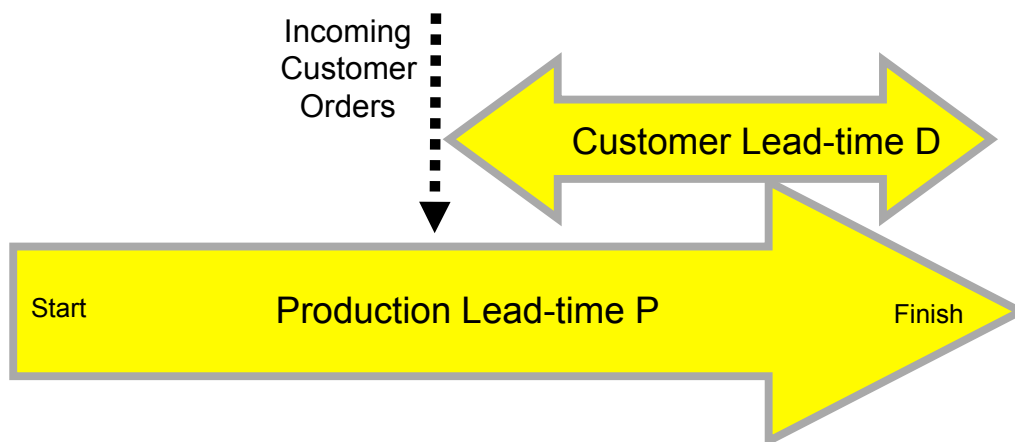 Incoming
Customer
Orders
Customer Lead-time D
Start
Production Lead-time P
Finish